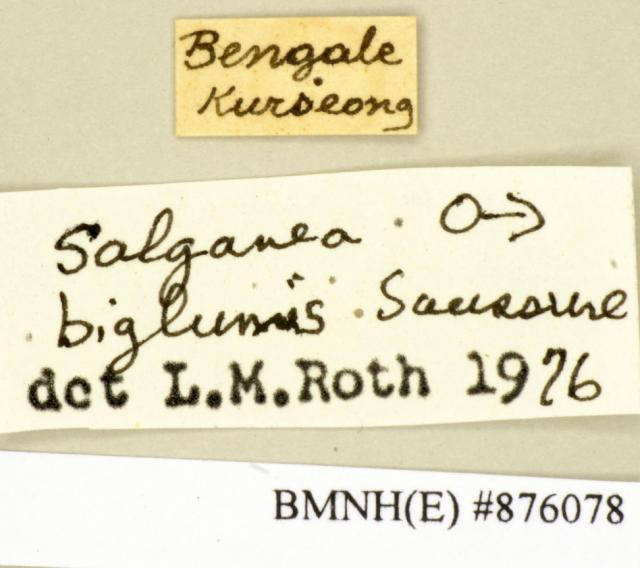 Bengale
Kurseong
Salganea ♂
biglumis Saussure
det L.M.Roth 1976
BMNH(E) #876078